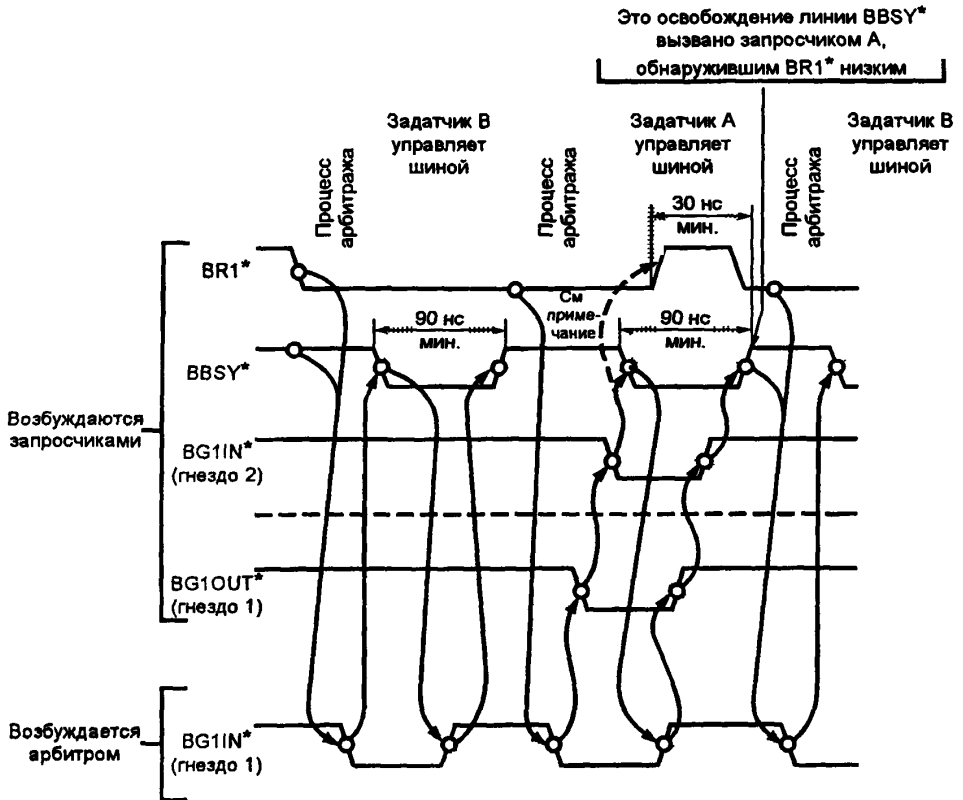 Это освобождение линии BBSY*
вызвано запросчиком А,
обнаружившим BR1* низким
Процесс
арбитража
Задатчик В
управляет
шиной
Процесс
арбитража
Задатчик А
управляет
шиной
Процесс
арбитража
Задатчик В
управляет
шиной
30 нс
мин.
BR1*
См
приме-
чание
90 нс
мин.
90 нс
мин.
BBSY*
Возбуждаются
запросчиками
BG1IN*
(гнездо 2)
BG1OUT*
(гнездо 1)
Возбуждается
арбитром
BG1IN*
(гнездо 1)